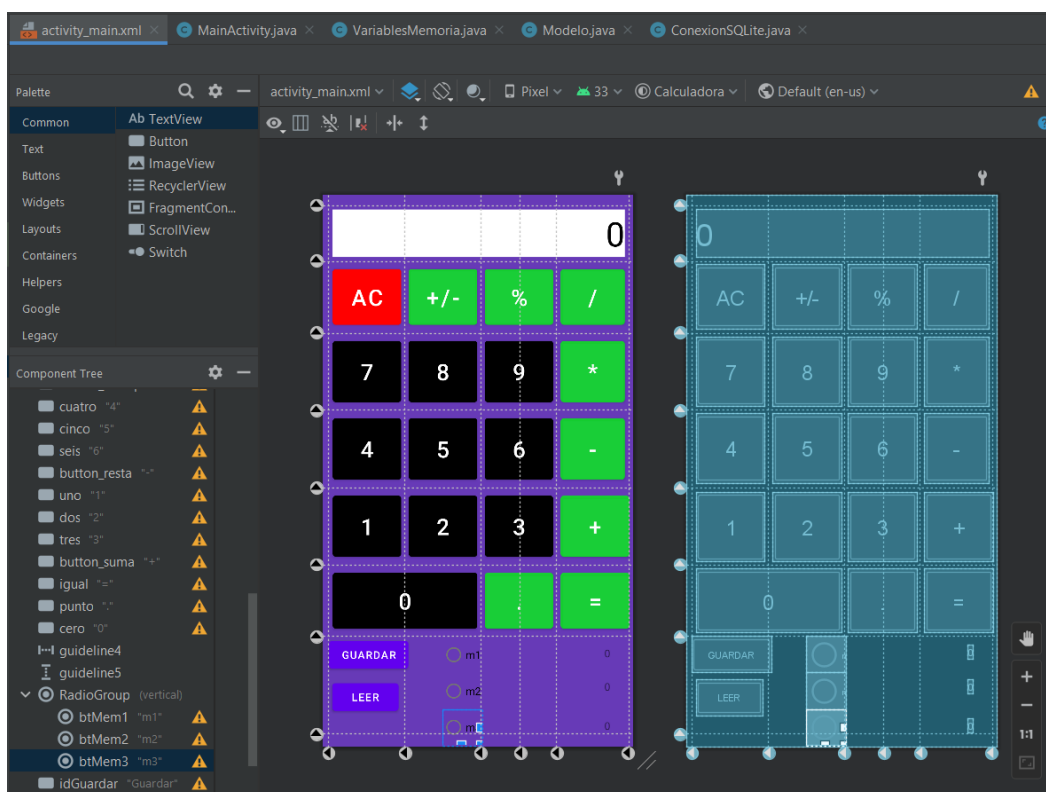 activity_main.xml MainActivity.java VariablesMemoria.java Modelo.java ConexionSQLite.java
Palette
activity_main.xml Pixel 33 Calculadora Default (en-us)
Common
Text
Buttons
Widgets
Layouts
Containers
Helpers
Google
Legacy
Ab TextView
Button
ImageView
RecyclerView
FragmentCon...
ScrollView
Switch
Component Tree
cuatro "4"
cinco "5"
seis "6"
button_resta "-"
uno "1"
dos "2"
tres "3"
button_suma "+"
igual "="
punto "."
cero "0"
guideline4
guideline5
RadioGroup (vertical)
btMem1 "m1"
btMem2 "m2"
btMem3 "m3"
idGuardar "Guardar"
0
AC +/- % /
7 8 9 *
4 5 6 -
1 2 3 +
0 . =
GUARDAR m1 0
LEER m2 0
m 0
0
AC +/- % /
7 8 9 *
4 5 6 -
1 2 3 +
0 . =
GUARDAR 0
LEER 0
0
1:1